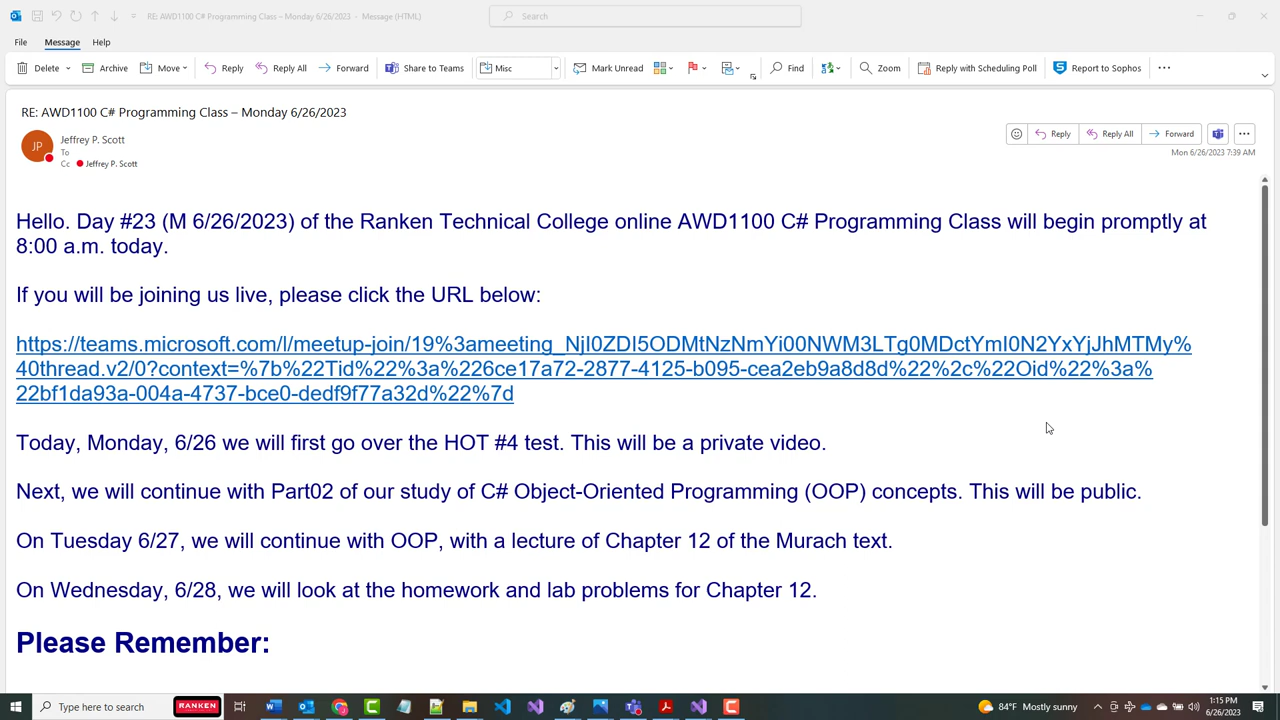 RE: AWD1100 C# Programming Class – Monday 6/26/2023 - Message (HTML)
Search
File Message Help
Delete Archive Move Reply Reply All Forward Share to Teams Misc Mark Unread Find Zoom Reply with Scheduling Poll Report to Sophos
RE: AWD1100 C# Programming Class – Monday 6/26/2023
JP
Jeffrey P. Scott
To
Cc Jeffrey P. Scott
Reply Reply All Forward
Mon 6/26/2023 7:39 AM
Hello. Day #23 (M 6/26/2023) of the Ranken Technical College online AWD1100 C# Programming Class will begin promptly at
8:00 a.m. today.
If you will be joining us live, please click the URL below:
https://teams.microsoft.com/l/meetup-join/19%3ameeting_NjI0ZDI5ODMtNzNmYi00NWM3LTg0MDctYmI0N2YxYjJhMTMy%
40thread.v2/0?context=%7b%22Tid%22%3a%226ce17a72-2877-4125-b095-cea2eb9a8d8d%22%2c%22Oid%22%3a%
22bf1da93a-004a-4737-bce0-dedf9f77a32d%22%7d
Today, Monday, 6/26 we will first go over the HOT #4 test. This will be a private video.
Next, we will continue with Part02 of our study of C# Object-Oriented Programming (OOP) concepts. This will be public.
On Tuesday 6/27, we will continue with OOP, with a lecture of Chapter 12 of the Murach text.
On Wednesday, 6/28, we will look at the homework and lab problems for Chapter 12.
Please Remember:
Type here to search
RANKEN
84°F Mostly sunny
1:15 PM
6/26/2023